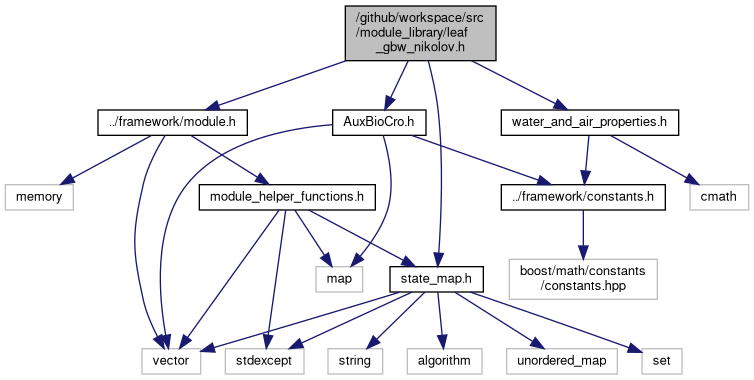 /github/workspace/src
/module_library/leaf
_gbw_nikolov.h
../framework/module.h
AuxBioCro.h
water_and_air_properties.h
memory
module_helper_functions.h
../framework/constants.h
cmath
map
state_map.h
boost/math/constants
/constants.hpp
vector
stdexcept
string
algorithm
unordered_map
set